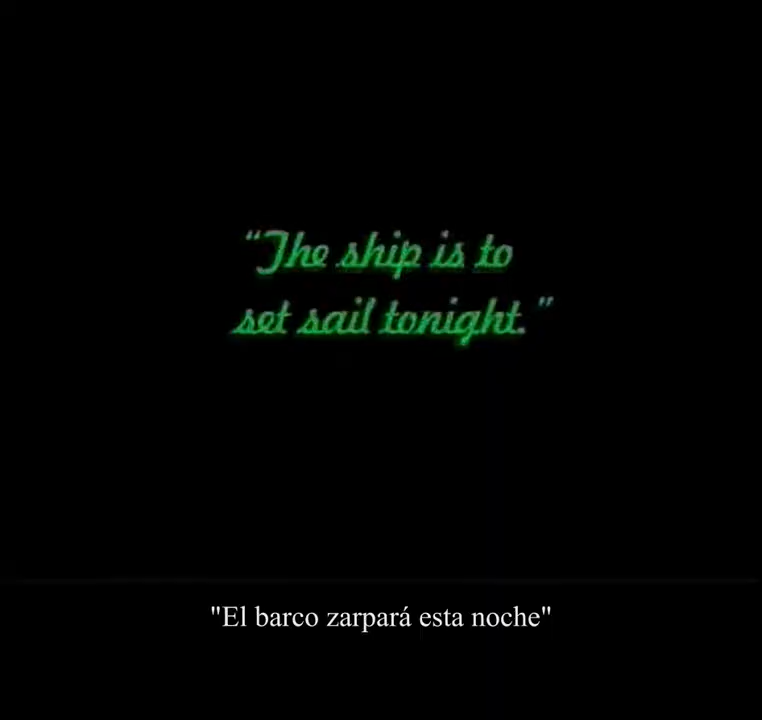 “The ship is to
set sail tonight.”
"El barco zarpará esta noche"